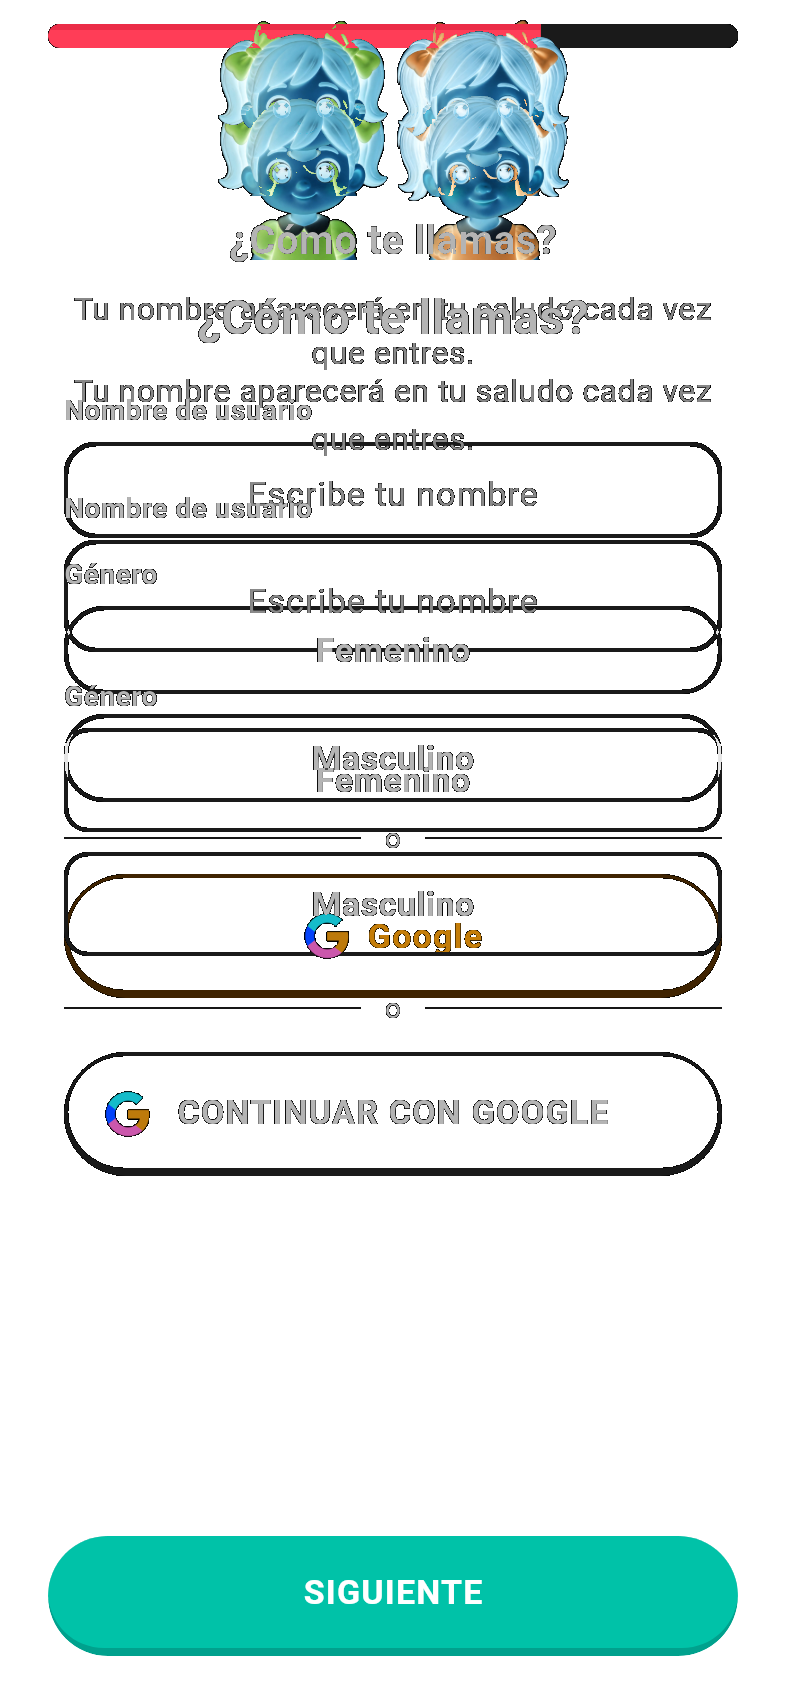 ¿Cómo te llamas?
Tu nombre aparecerá en tu saludo cada vez
¿Cómo te llamas?
que entres.
Tu nombre aparecerá en tu saludo cada vez
Nombre de usuario
que entres.
Escribe tu nombre
Nombre de usuario
Género
Escribe tu nombre
Femenino
Género
Masculino
Femenino
O
Masculino
Google
O
CONTINUAR CON GOOGLE
SIGUIENTE